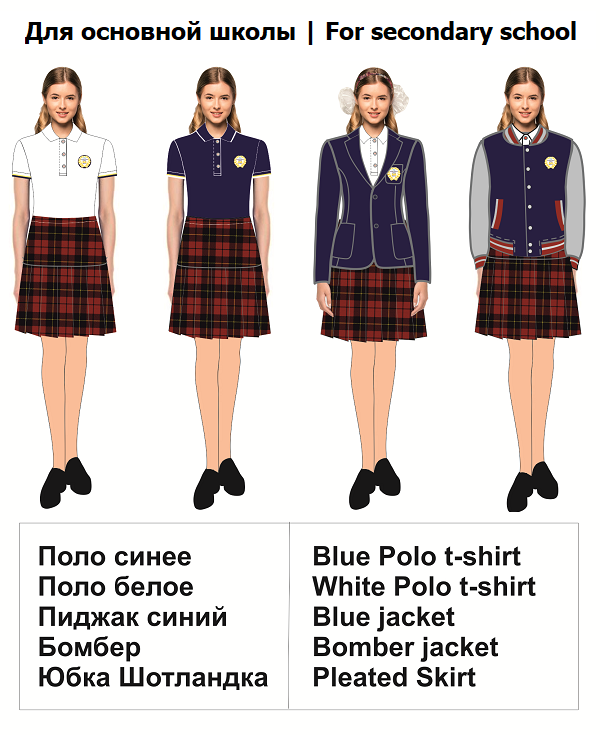 Для основной школы | For secondary school
Поло синее
Поло белое
Пиджак синий
Бомбер
Юбка Шотландка
Blue Polo t-shirt
White Polo t-shirt
Blue jacket
Bomber jacket
Pleated Skirt